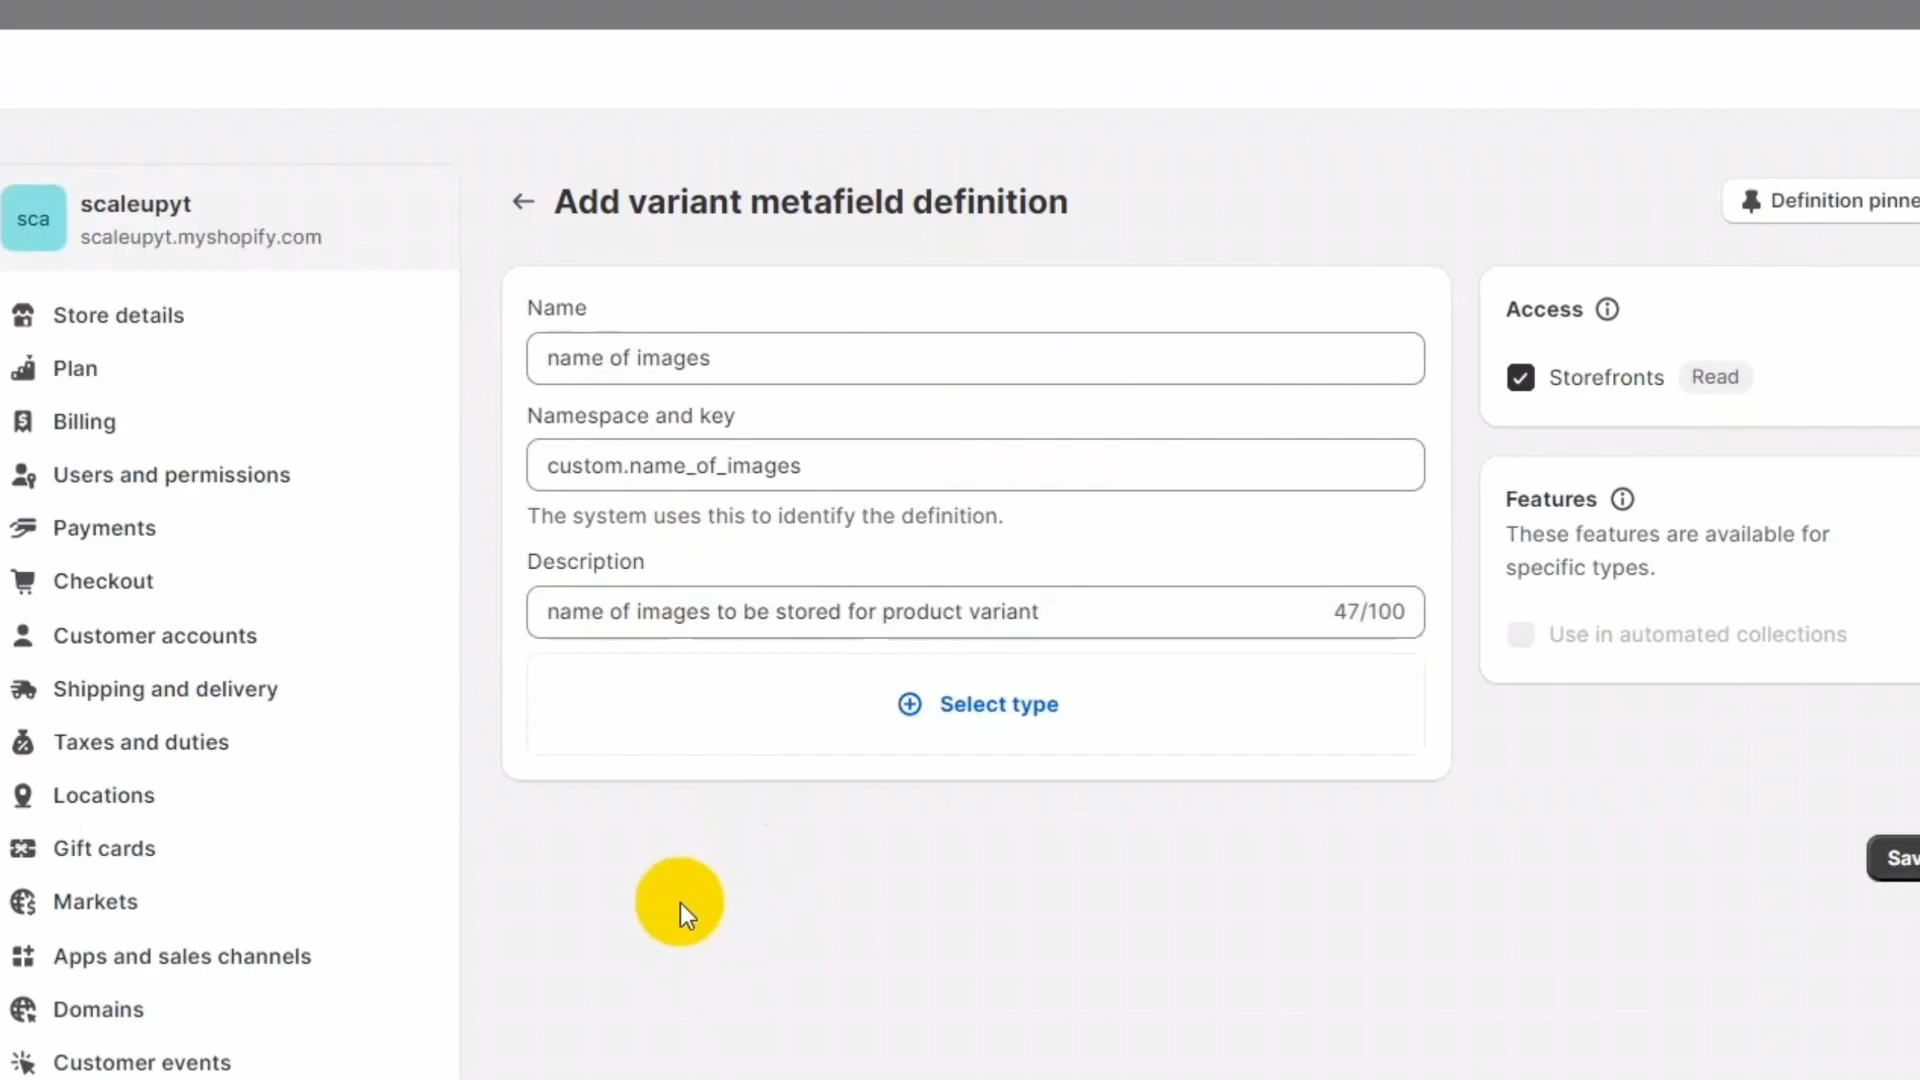 sca
scaleupyt
scaleupyt.myshopify.com
Store details
Plan
Billing
Users and permissions
Payments
Checkout
Customer accounts
Shipping and delivery
Taxes and duties
Locations
Gift cards
Markets
Apps and sales channels
Domains
Customer events
Add variant metafield definition
Definition pinne
Name
name of images
Namespace and key
custom.name_of_images
The system uses this to identify the definition.
Description
name of images to be stored for product variant 47/100
Select type
Access
Storefronts Read
Features
These features are available for
specific types.
Use in automated collections
Sav